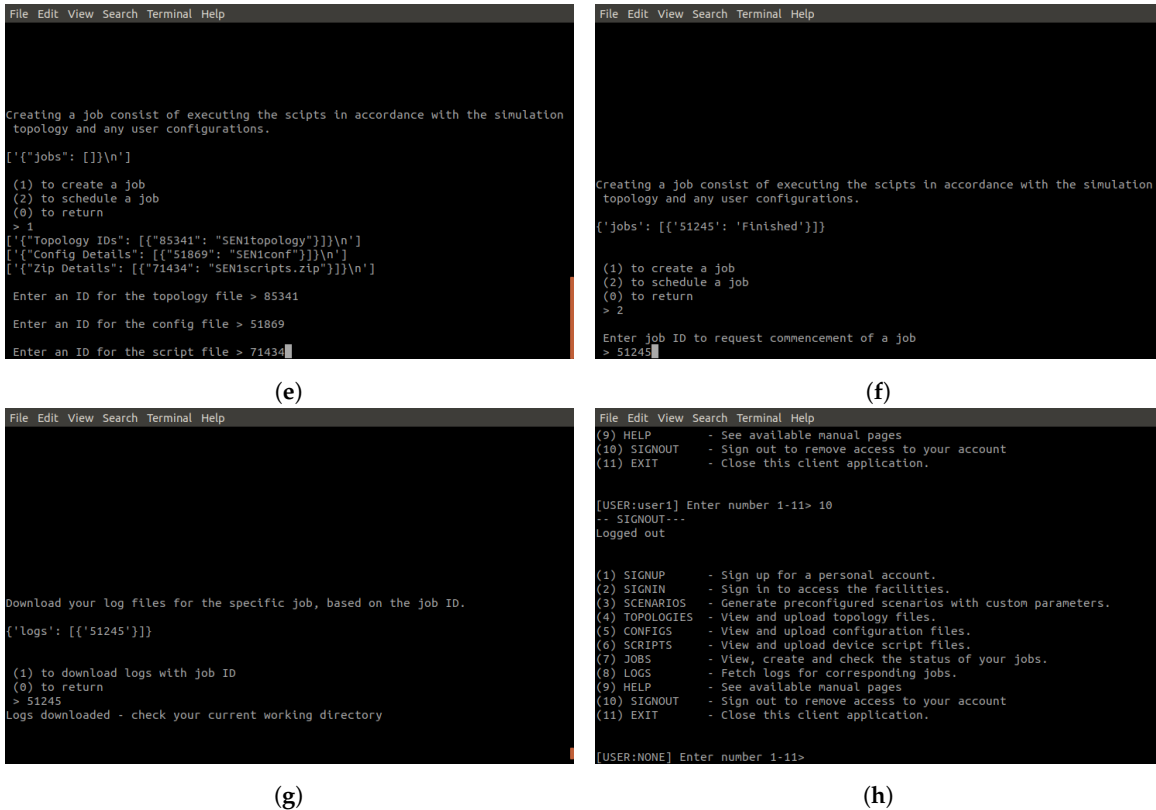 File Edit View Search Terminal Help
Creating a job consist of executing the scipts in accordance with the simulation
topology and any user configurations.
['{"jobs": []}\n']
(1) to create a job
(2) to schedule a job
(0) to return
> 1
['{"Topology IDs": [{"85341": "SEN1topology"}]}\n']
['{"Config Details": [{"51869": "SEN1conf"}]}\n']
['{"Zip Details": [{"71434": "SEN1scripts.zip"}]}\n']
Enter an ID for the topology file > 85341
Enter an ID for the config file > 51869
Enter an ID for the script file > 71434
(e)
File Edit View Search Terminal Help
Creating a job consist of executing the scipts in accordance with the simulation
topology and any user configurations.
{'jobs': [{'51245': 'Finished'}]}
(1) to create a job
(2) to schedule a job
(0) to return
> 2
Enter job ID to request commencement of a job
> 51245
(f)
File Edit View Search Terminal Help
Download your log files for the specific job, based on the job ID.
{'logs': [{'51245'}]}
(1) to download logs with job ID
(0) to return
> 51245
Logs downloaded - check your current working directory
(g)
File Edit View Search Terminal Help
(9) HELP - See available manual pages
(10) SIGNOUT - Sign out to remove access to your account
(11) EXIT - Close this client application.
[USER:user1] Enter number 1-11> 10
-- SIGNOUT---
Logged out
(1) SIGNUP - Sign up for a personal account.
(2) SIGNIN - Sign in to access the facilities.
(3) SCENARIOS - Generate preconfigured scenarios with custom parameters.
(4) TOPOLOGIES - View and upload topology files.
(5) CONFIGS - View and upload configuration files.
(6) SCRIPTS - View and upload device script files.
(7) JOBS - View, create and check the status of your jobs.
(8) LOGS - Fetch logs for corresponding jobs.
(9) HELP - See available manual pages
(10) SIGNOUT - Sign out to remove access to your account
(11) EXIT - Close this client application.
[USER:NONE] Enter number 1-11>
(h)